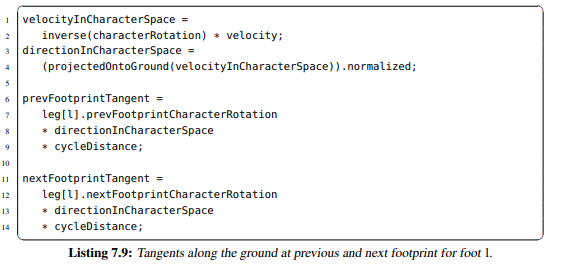 1 velocityInCharacterSpace =
2 inverse(characterRotation) * velocity;
3 directionInCharacterSpace =
4 (projectedOntoGround(velocityInCharacterSpace)).normalized;
5
6 prevFootprintTangent =
7 leg[l].prevFootprintCharacterRotation
8 * directionInCharacterSpace
9 * cycleDistance;
10
11 nextFootprintTangent =
12 leg[l].nextFootprintCharacterRotation
13 * directionInCharacterSpace
14 * cycleDistance;
Listing 7.9: Tangents along the ground at previous and next footprint for foot l.